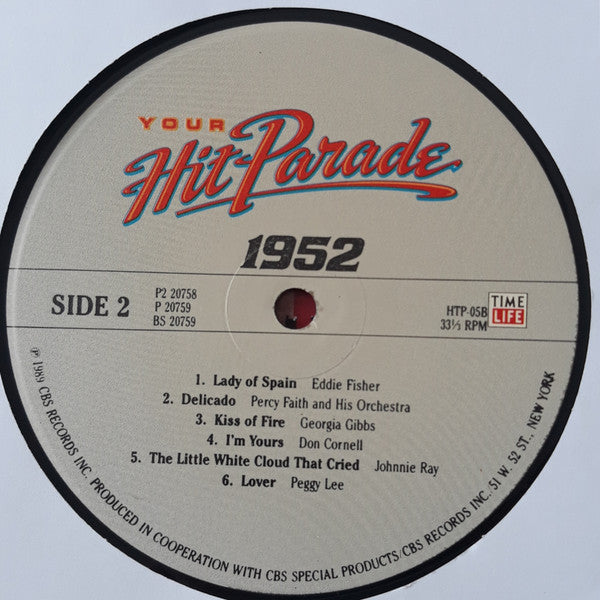 YOUR
Hit Parade
1952
SIDE 2
P2 20758
P 20759
BS 20759
HTP-05B
33⅓ RPM
TIME
LIFE
1. Lady of Spain Eddie Fisher
2. Delicado Percy Faith and His Orchestra
3. Kiss of Fire Georgia Gibbs
4. I'm Yours Don Cornell
5. The Little White Cloud That Cried Johnnie Ray
6. Lover Peggy Lee
℗ 1989 CBS RECORDS INC. PRODUCED IN COOPERATION WITH CBS SPECIAL PRODUCTS/CBS RECORDS INC. 51 W. 52 ST., NEW YORK